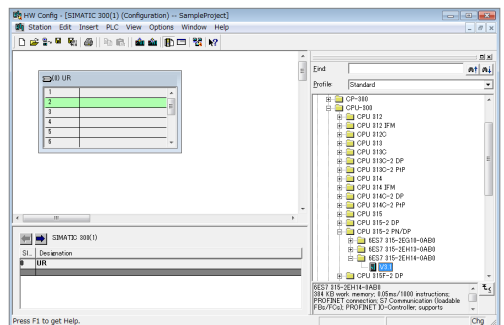 HW Config - [SIMATIC 300(1) (Configuration) -- SampleProject]
Station Edit Insert PLC View Options Window Help
(0) UR
1
2
3
4
5
6
Find:
Profile: Standard
CP-300
CPU-300
CPU 312
CPU 312 IFM
CPU 312C
CPU 313
CPU 313C
CPU 313C-2 DP
CPU 313C-2 PtP
CPU 314
CPU 314 IFM
CPU 314C-2 DP
CPU 314C-2 PtP
CPU 315
CPU 315-2 DP
CPU 315-2 PN/DP
6ES7 315-2EG10-0AB0
6ES7 315-2EH13-0AB0
6ES7 315-2EH14-0AB0
V3.1
CPU 315F-2 DP
SIMATIC 300(1)
Sl... Designation
0 UR
6ES7 315-2EH14-0AB0
384 KB work memory; 0.05ms/1000 instructions;
PROFINET connection; S7 Communication (loadable
FBs/FCs); PROFINET IO-Controller; supports
Press F1 to get Help.
Chg